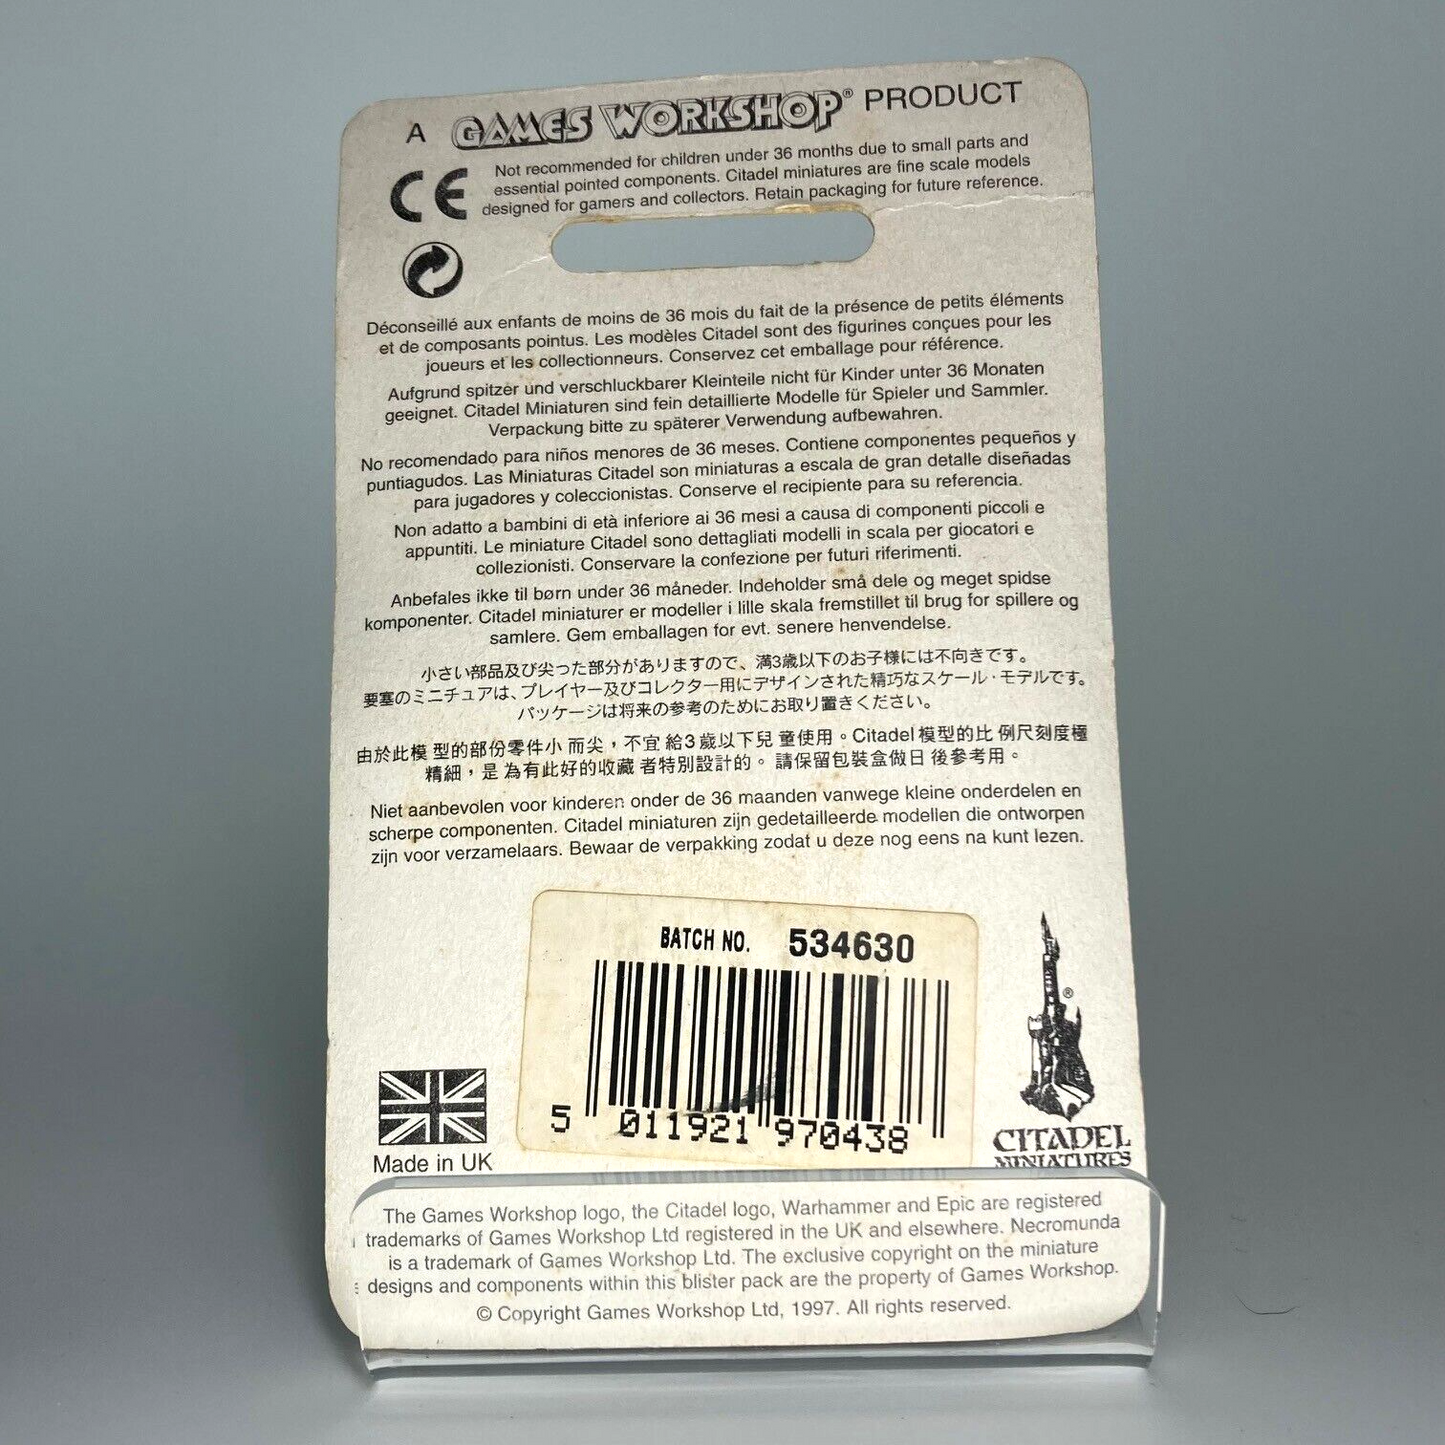 A GAMES WORKSHOP® PRODUCT
CE
Not recommended for children under 36 months due to small parts and
essential pointed components. Citadel miniatures are fine scale models
designed for gamers and collectors. Retain packaging for future reference.
Déconseillé aux enfants de moins de 36 mois du fait de la présence de petits éléments
et de composants pointus. Les modèles Citadel sont des figurines conçues pour les
joueurs et les collectionneurs. Conservez cet emballage pour référence.
Aufgrund spitzer und verschluckbarer Kleinteile nicht für Kinder unter 36 Monaten
geeignet. Citadel Miniaturen sind fein detaillierte Modelle für Spieler und Sammler.
Verpackung bitte zu späterer Verwendung aufbewahren.
No recomendado para niños menores de 36 meses. Contiene componentes pequeños y
puntiagudos. Las Miniaturas Citadel son miniaturas a escala de gran detalle diseñadas
para jugadores y coleccionistas. Conserve el recipiente para su referencia.
Non adatto a bambini di età inferiore ai 36 mesi a causa di componenti piccoli e
appuntiti. Le miniature Citadel sono dettagliati modelli in scala per giocatori e
collezionisti. Conservare la confezione per futuri riferimenti.
Anbefales ikke til børn under 36 måneder. Indeholder små dele og meget spidse
komponenter. Citadel miniaturer er modeller i lille skala fremstillet til brug for spillere og
samlere. Gem emballagen for evt. senere henvendelse.
小さい部品及び尖った部分がありますので、満3歳以下のお子様には不向きです。
要塞のミニチュアは、プレイヤー及びコレクター用にデザインされた精巧なスケール・モデルです。
パッケージは将来の参考のためにお取り置きください。
由於此模 型的部份零件小 而尖，不宜 給3 歲以下兒 童使用。Citadel 模型的比 例尺刻度極
精細，是 為有此好的收藏 者特別設計的。 請保留包裝盒做日 後參考用。
Niet aanbevolen voor kinderen onder de 36 maanden vanwege kleine onderdelen en
scherpe componenten. Citadel miniaturen zijn gedetailleerde modellen die ontworpen
zijn voor verzamelaars. Bewaar de verpakking zodat u deze nog eens na kunt lezen.
BATCH NO. 534630
5 011921 970438
®
CITADEL
MINIATURES
Made in UK
The Games Workshop logo, the Citadel logo, Warhammer and Epic are registered
trademarks of Games Workshop Ltd registered in the UK and elsewhere. Necromunda
is a trademark of Games Workshop Ltd. The exclusive copyright on the miniature
designs and components within this blister pack are the property of Games Workshop.
© Copyright Games Workshop Ltd, 1997. All rights reserved.